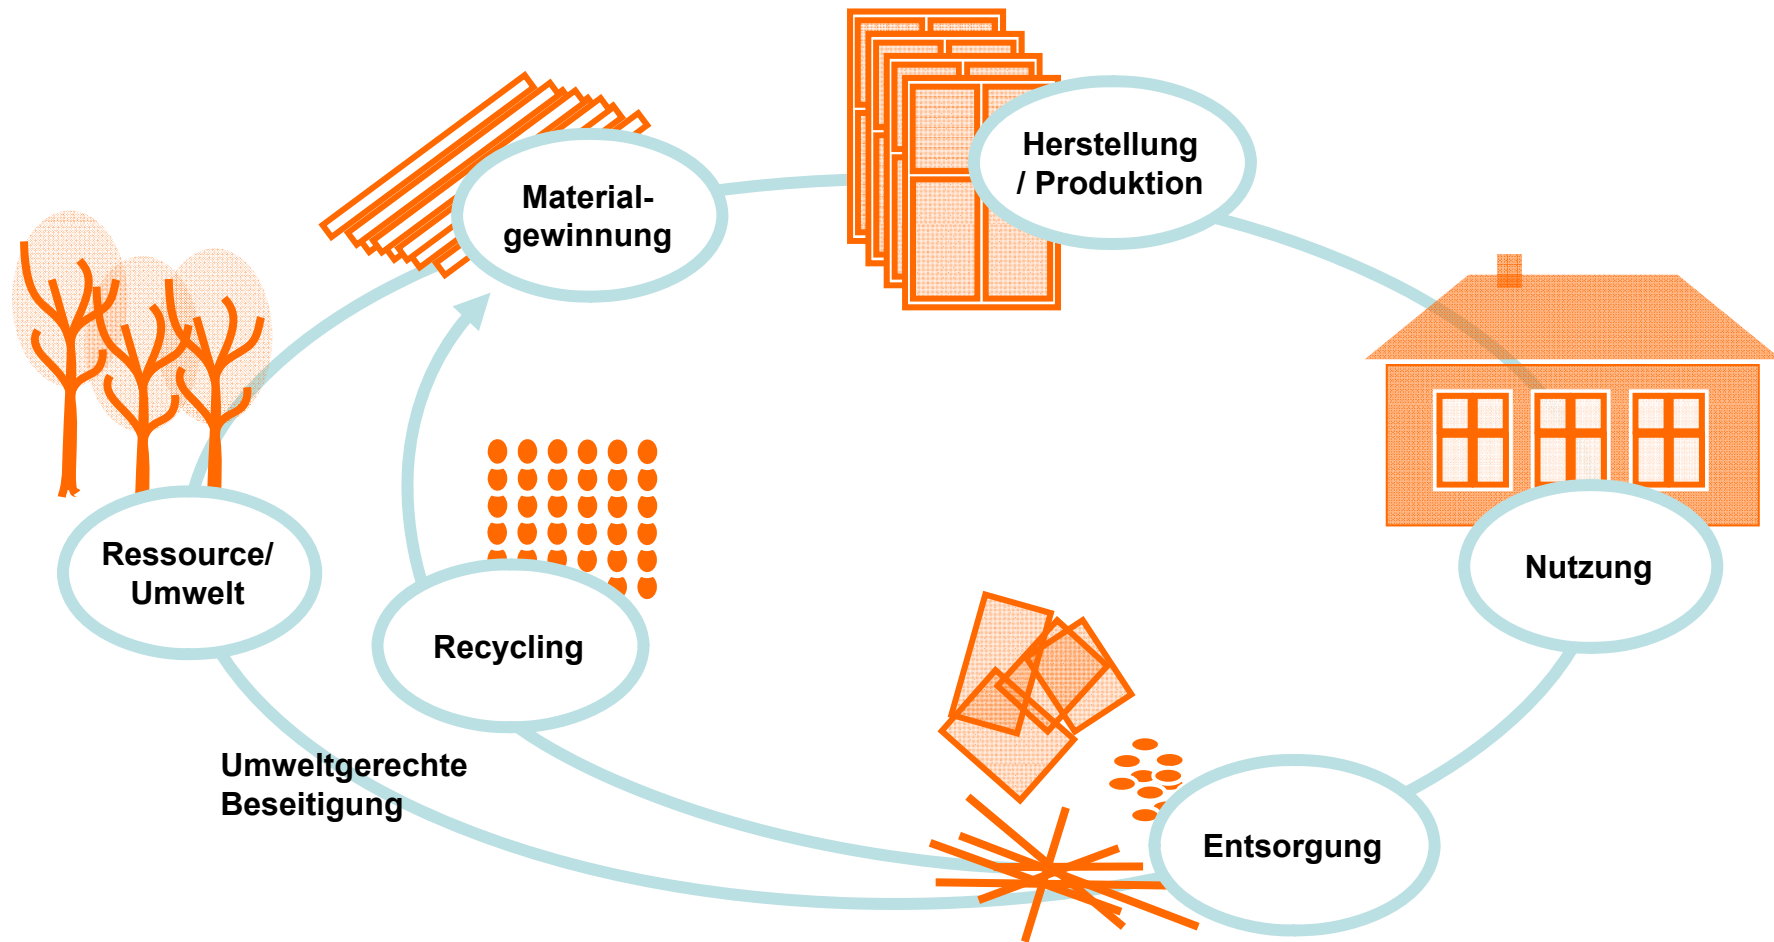 Herstellung
/ Produktion
Material-
gewinnung
Ressource/
Umwelt
Nutzung
Recycling
Umweltgerechte
Beseitigung
Entsorgung